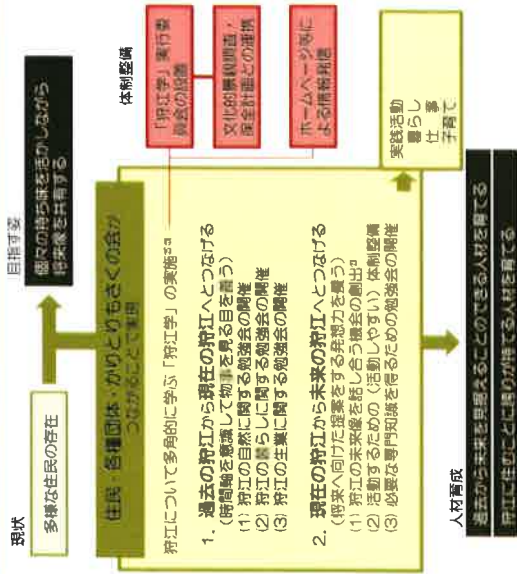 現状
多様な住民の存在
目指す姿
個々の持ち味を活かしながら
将来像を共有する
住民・各種団体・かりとりもさくの会が
つながることで実現
狩江について多角的に学ぶ「狩江学」の実施
1. 過去の狩江から現在の狩江へとつなげる
(時間軸を意識して物事を見る目を養う)
(1) 狩江の自然に関する勉強会の開催
(2) 狩江の暮らしに関する勉強会の開催
(3) 狩江の生業に関する勉強会の開催
2. 現在の狩江から未来の狩江へとつなげる
(将来へ向けた提案をする発想力を養う)
(1) 狩江の未来像を話し合う機会の創出
(2) 活動するための(活動しやすい)体制整備
(3) 必要な専門知識を得るための勉強会の開催
体制整備
「狩江学」実行委
員会の設置
文化的景観調査・
保全計画との連携
ホームページ等に
よる情報発信
実践活動
暮らし
仕 事
子育て
人材育成
過去から未来を見据えることのできる人材を育てる
狩江に住むことに誇りが持てる人材を育てる